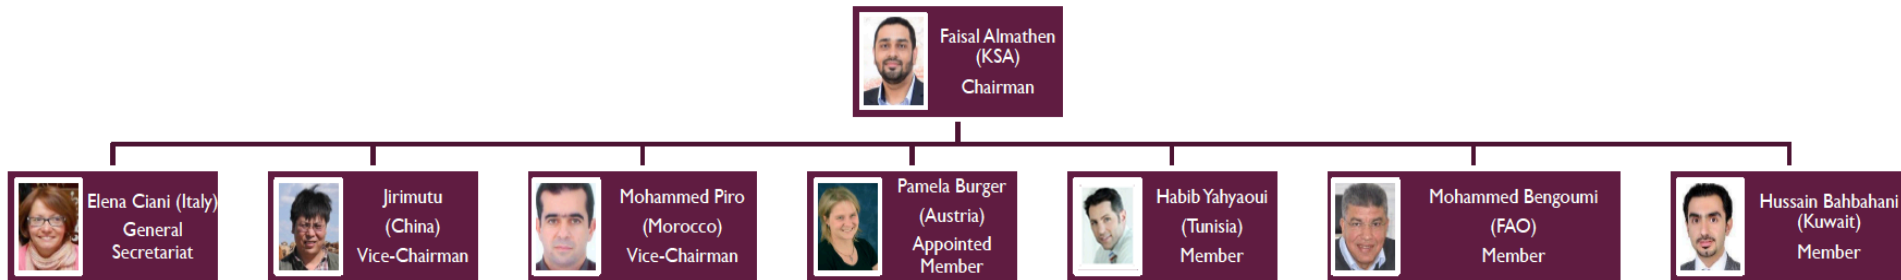 Faisal Almathen
(KSA)
Chairman
Elena Ciani (Italy)
General
Secretariat
Jirimutu
(China)
Vice-Chairman
Mohammed Piro
(Morocco)
Vice-Chairman
Pamela Burger
(Austria)
Appointed
Member
Habib Yahyaoui
(Tunisia)
Member
Mohammed Bengoumi
(FAO)
Member
Hussain Bahbahani
(Kuwait)
Member